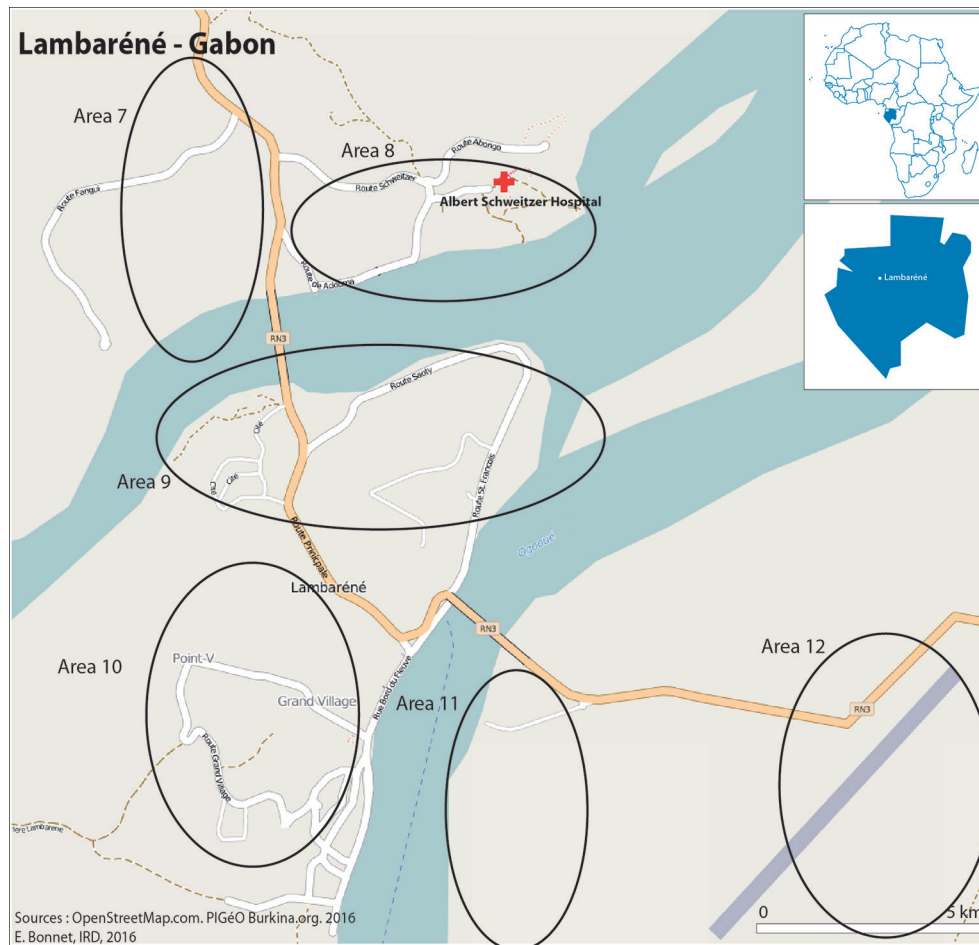 Lambaréné - Gabon
Area 7
Area 8
Route Abongo
Route Schweitzer
Albert Schweitzer Hospital
Route Fangui
Route de Adouma
Lambaréné
RN3
Route Saoty
Cité
Cité
Cité
Area 9
Route St. François
Route Prinicpale
Ogooué
Lambaréné
RN3
Area 12
Area 10
Point-V
Grand Village
Rue Bord du Fleuve
Area 11
RN3
Route Grand Village
Lambarene
Sources : OpenStreetMap.com. PIGéO Burkina.org. 2016
E. Bonnet, IRD, 2016
0 5 km